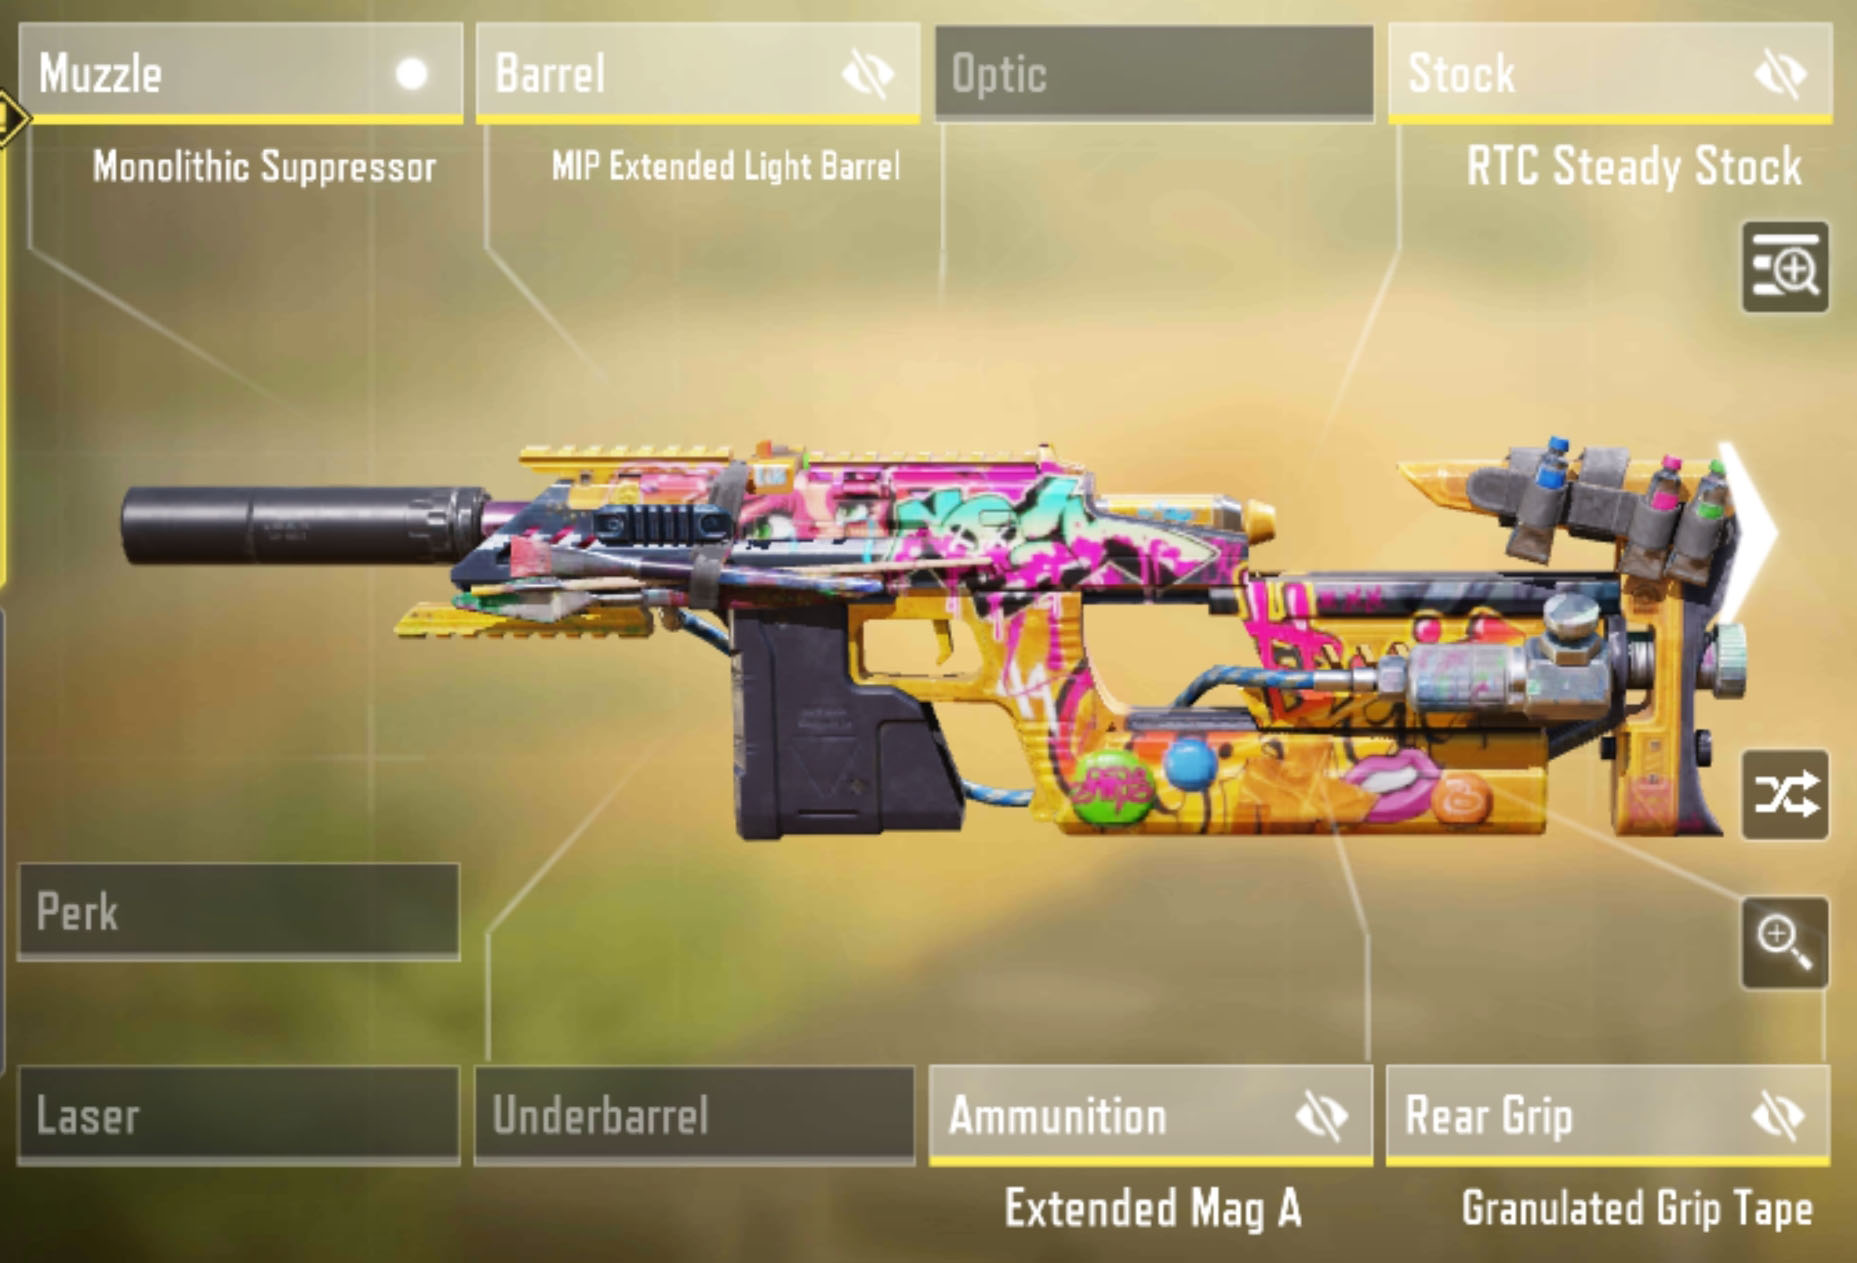 Muzzle
Barrel
Optic
Stock
Monolithic Suppressor
MIP Extended Light Barrel
RTC Steady Stock
Perk
Laser
Underbarrel
Ammunition
Rear Grip
Extended Mag A
Granulated Grip Tape